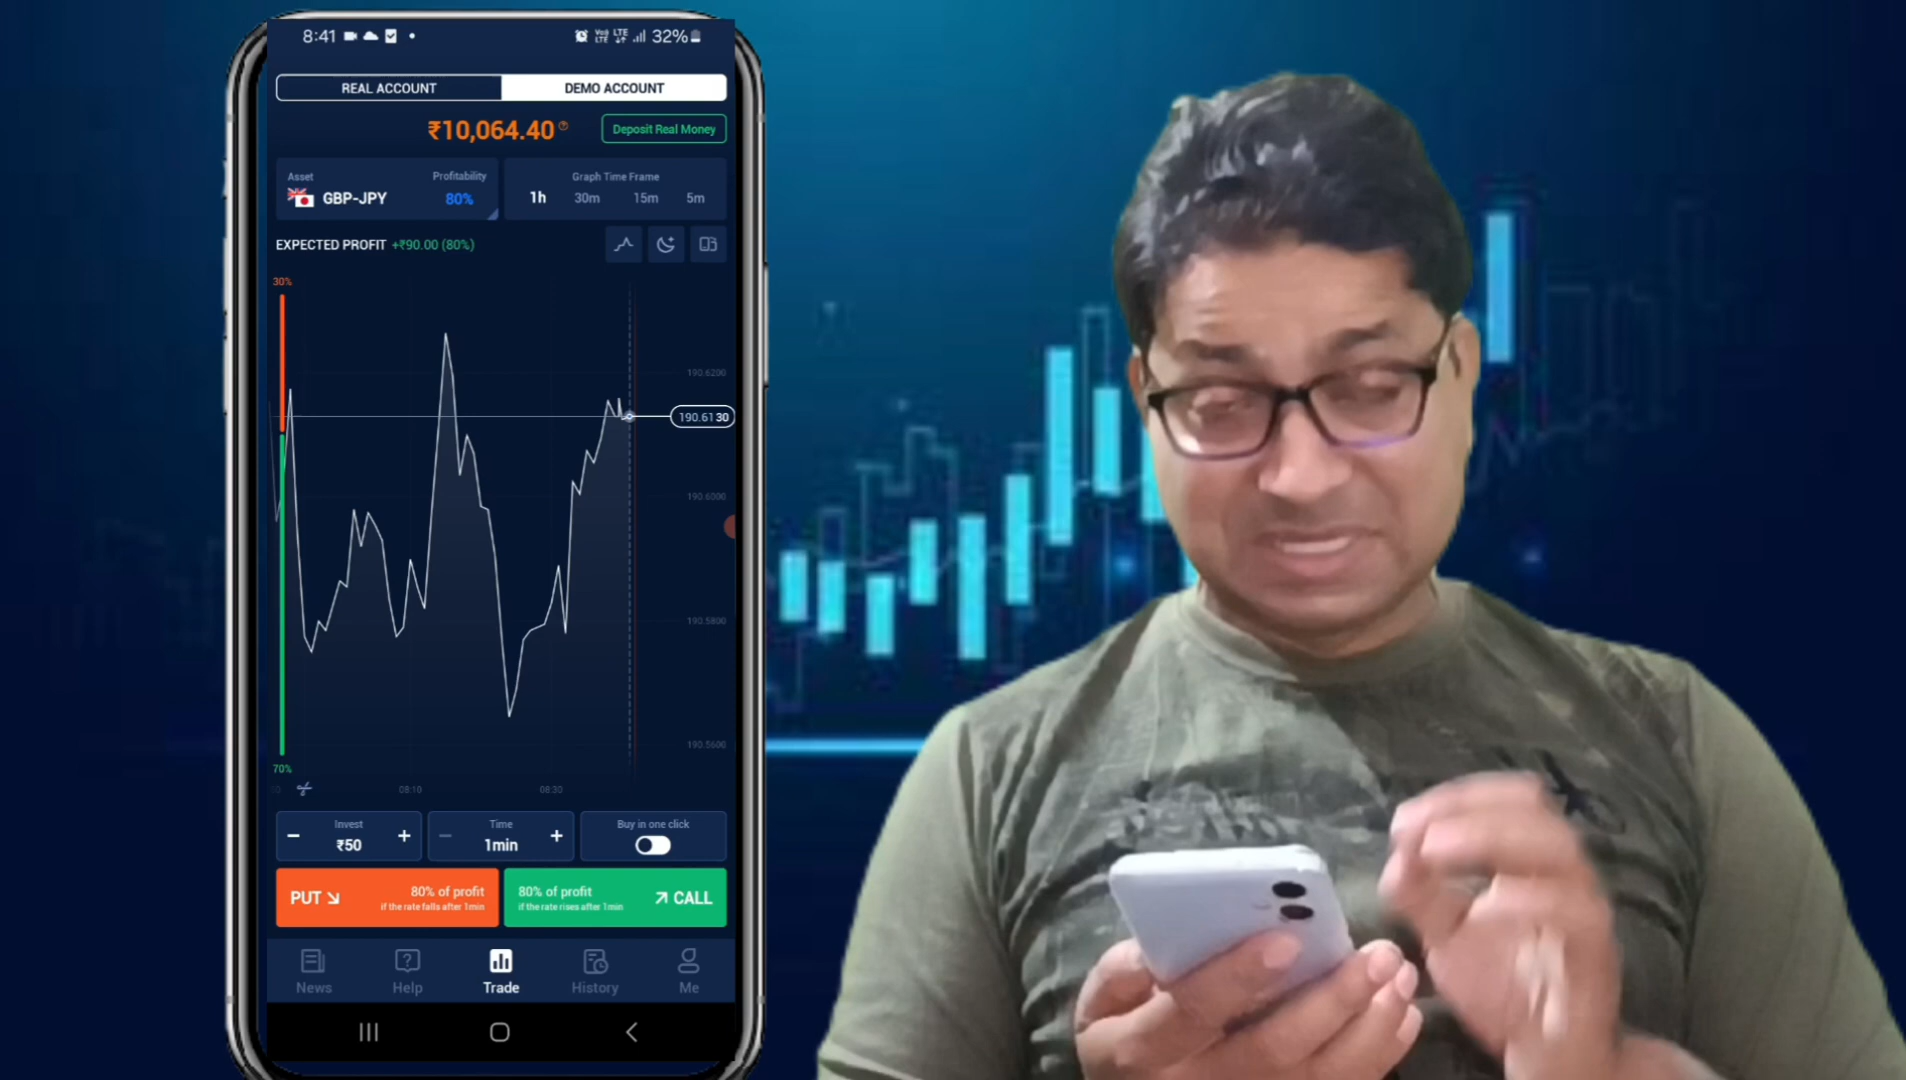 8:41
VoD LTE LTE 32%
REAL ACCOUNT DEMO ACCOUNT
₹10,064.40 Deposit Real Money
Asset Profitability Graph Time Frame
GBP-JPY 80% 1h 30m 15m 5m
EXPECTED PROFIT +₹90.00 (80%)
30%
190.6200
190.6130
190.6000
190.5800
190.5600
70%
08:10 08:30
Invest Time Buy in one click
− ₹50 + − 1min +
PUT 80% of profit 80% of profit CALL
if the rate falls after 1min if the rate rises after 1min
News Help Trade History Me